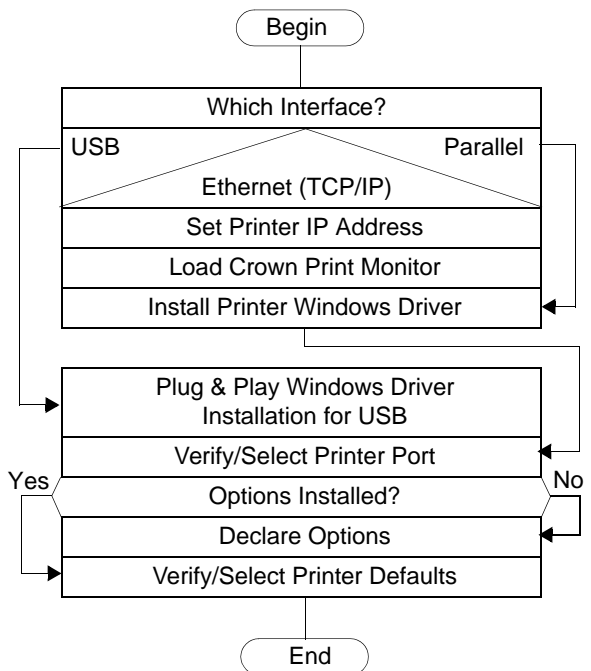 Begin
Which Interface?
USB
Parallel
Ethernet (TCP/IP)
Set Printer IP Address
Load Crown Print Monitor
Install Printer Windows Driver
Plug & Play Windows Driver
Installation for USB
Verify/Select Printer Port
Yes
No
Options Installed?
Declare Options
Verify/Select Printer Defaults
End